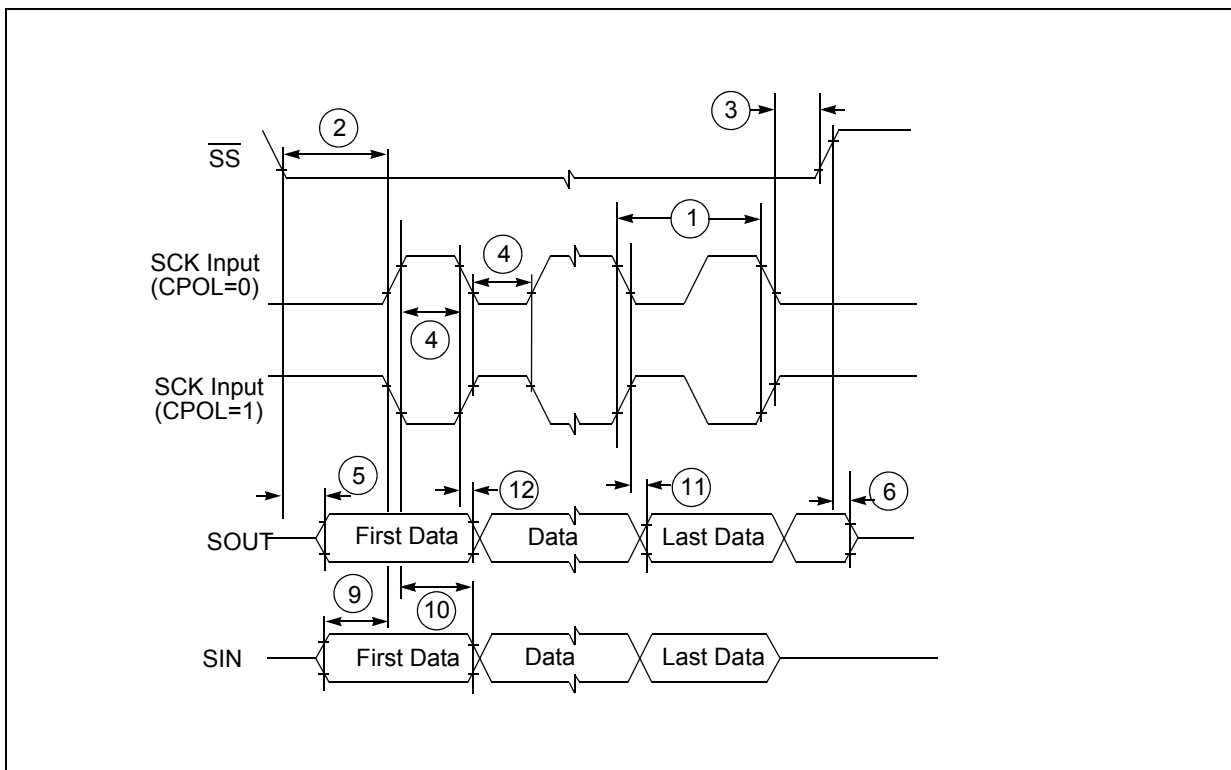 3
2
SS
1
SCK Input
(CPOL=0)
4
4
SCK Input
(CPOL=1)
5
12
11
6
SOUT
First Data
Data
Last Data
9
10
SIN
First Data
Data
Last Data